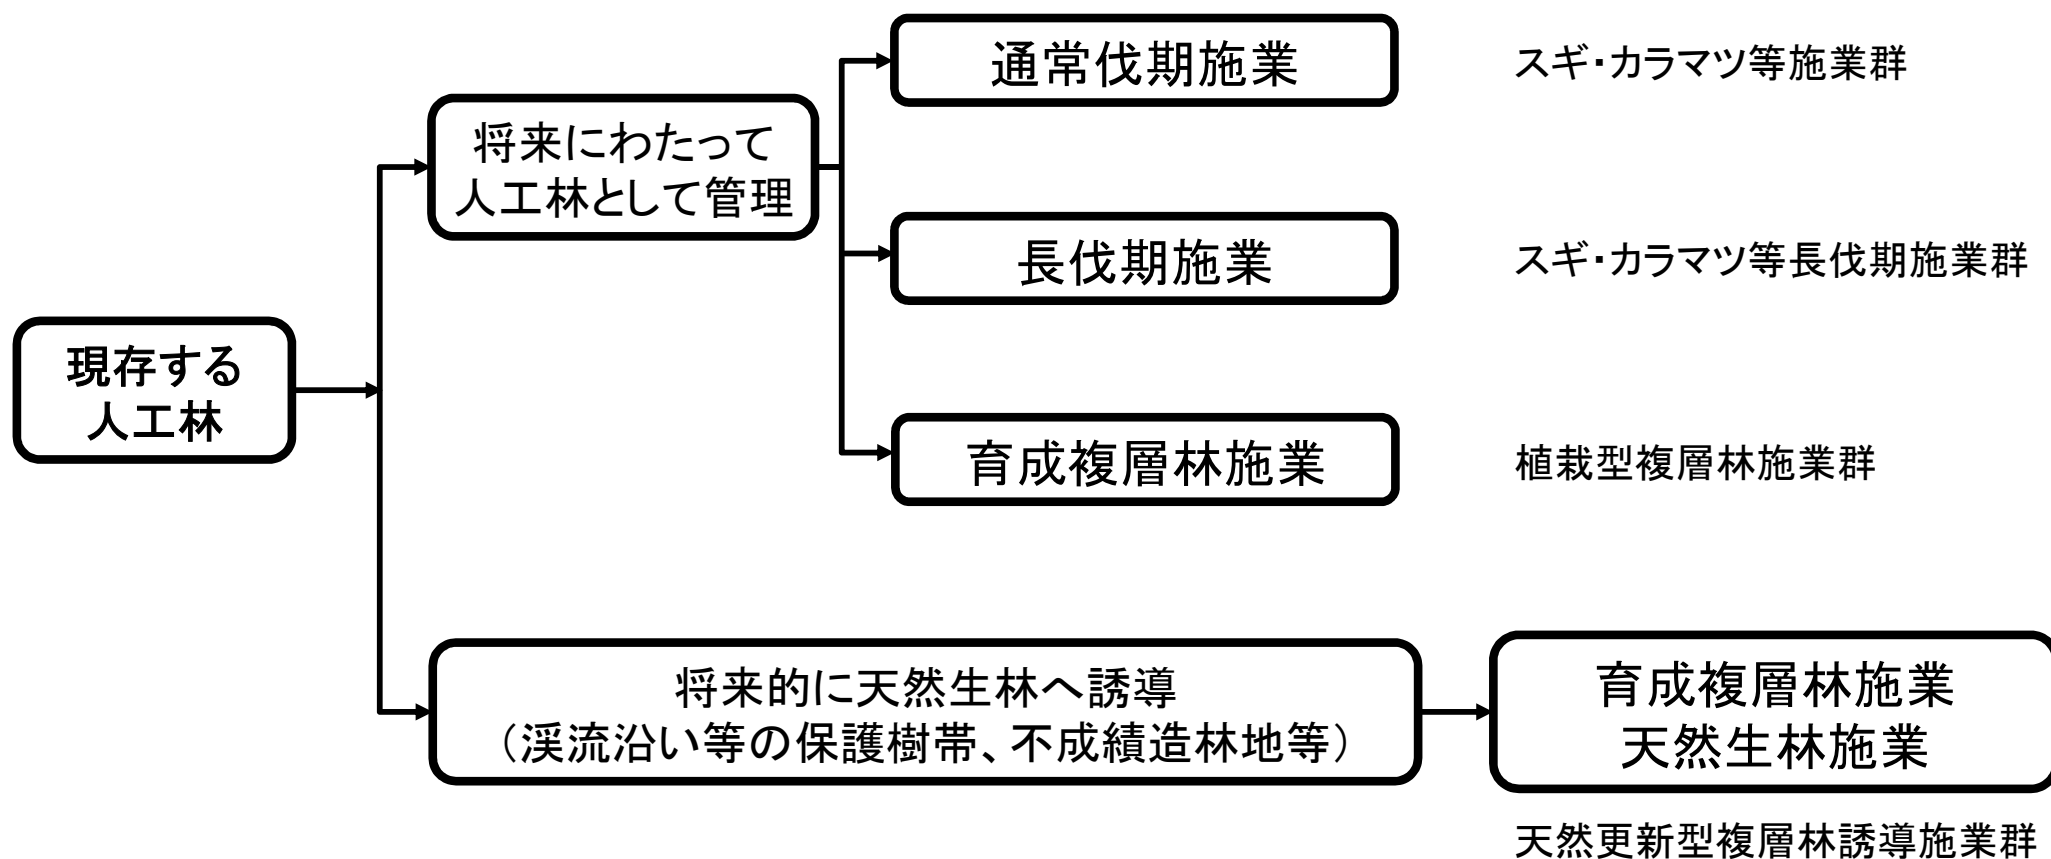 通常伐期施業
スギ・カラマツ等施業群
将来にわたって
人工林として管理
長伐期施業
スギ・カラマツ等長伐期施業群
現存する
人工林
育成複層林施業
植栽型複層林施業群
将来的に天然生林へ誘導
（渓流沿い等の保護樹帯、不成績造林地等）
育成複層林施業
天然生林施業
天然更新型複層林誘導施業群